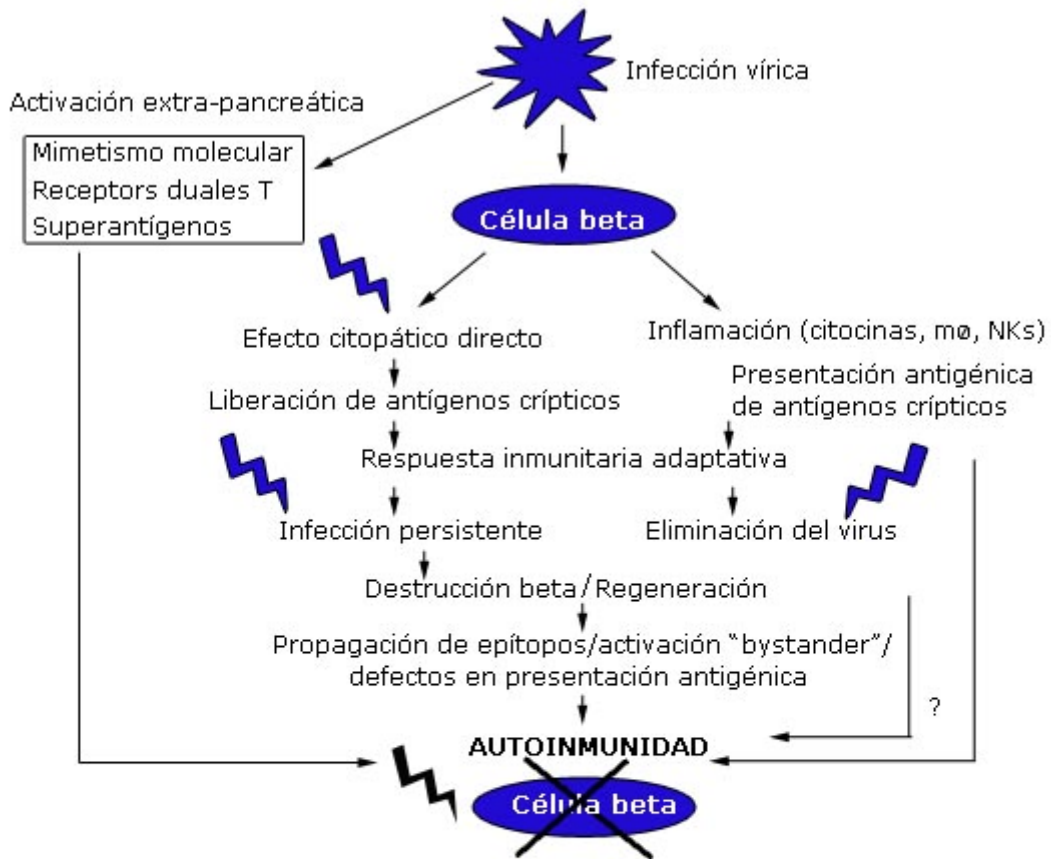 Infección vírica
Activación extra-pancreática
Mimetismo molecular
Receptors duales T
Superantígenos
Célula beta
Efecto citopático directo
Inflamación (citocinas, mø, NKs)
Liberación de antígenos crípticos
Presentación antigénica
de antígenos crípticos
Respuesta inmunitaria adaptativa
Infección persistente
Eliminación del virus
Destrucción beta/Regeneración
Propagación de epítopos/activación “bystander”/
defectos en presentación antigénica
?
AUTOINMUNIDAD
Célula beta